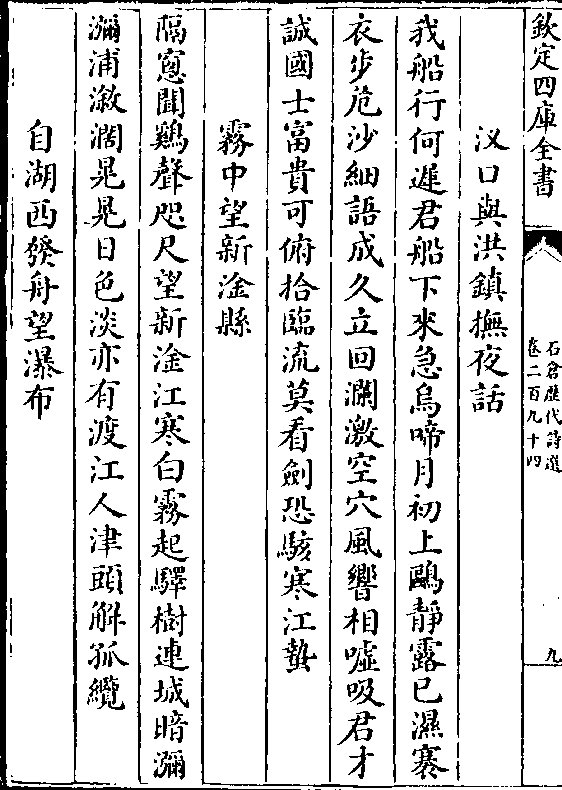 欽定四庫全書
石倉歷代詩選
卷二百九十四
九
汊口與洪鎮撫夜話
我船行何遲君船下來急烏啼月初上鷗靜露已濕褰
衣步危沙細語成久立回瀾激空穴風響相噓吸君才
誠國士富貴可俯拾臨流莫看劍恐駭寒江蟄
霧中望新淦縣
隔窓聞鷄聲咫尺望新淦江寒白霧起驛樹連城暗瀰
瀰浦漵濶晃晃日色淡亦有渡江人津頭解孤纜
自湖西發舟望瀑布